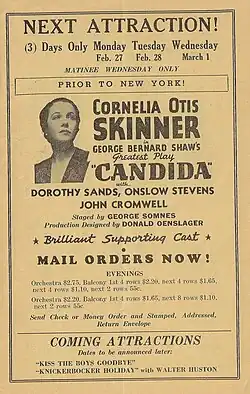 NEXT ATTRACTION!
(3) Days Only Monday Tuesday Wednesday
Feb. 27 Feb. 28 March 1
MATINEE WEDNESDAY ONLY
PRIOR TO NEW YORK!
CORNELIA OTIS
SKINNER
in
GEORGE BERNARD SHAW'S
Greatest Play
"CANDIDA"
with
DOROTHY SANDS, ONSLOW STEVENS
JOHN CROMWELL
Staged by GEORGE SOMNES
Production Designed by DONALD OENSLAGER
★ Brilliant Supporting Cast ★
MAIL ORDERS NOW!
EVENINGS
Orchestra $2.75, Balcony 1st 4 rows $2.20, next 4 rows $1.65,
next 4 rows $1.10, next 2 rows 55c.
Orchestra $2.20, Balcony 1st 4 rows $1.65, next 8 rows $1.10,
next 2 rows 55c.
Send Check or Money Order and Stamped, Addressed,
Return Envelope
COMING ATTRACTIONS
Dates to be announced later:
"KISS THE BOYS GOODBYE"
"KNICKERBOCKER HOLIDAY" with WALTER HUSTON